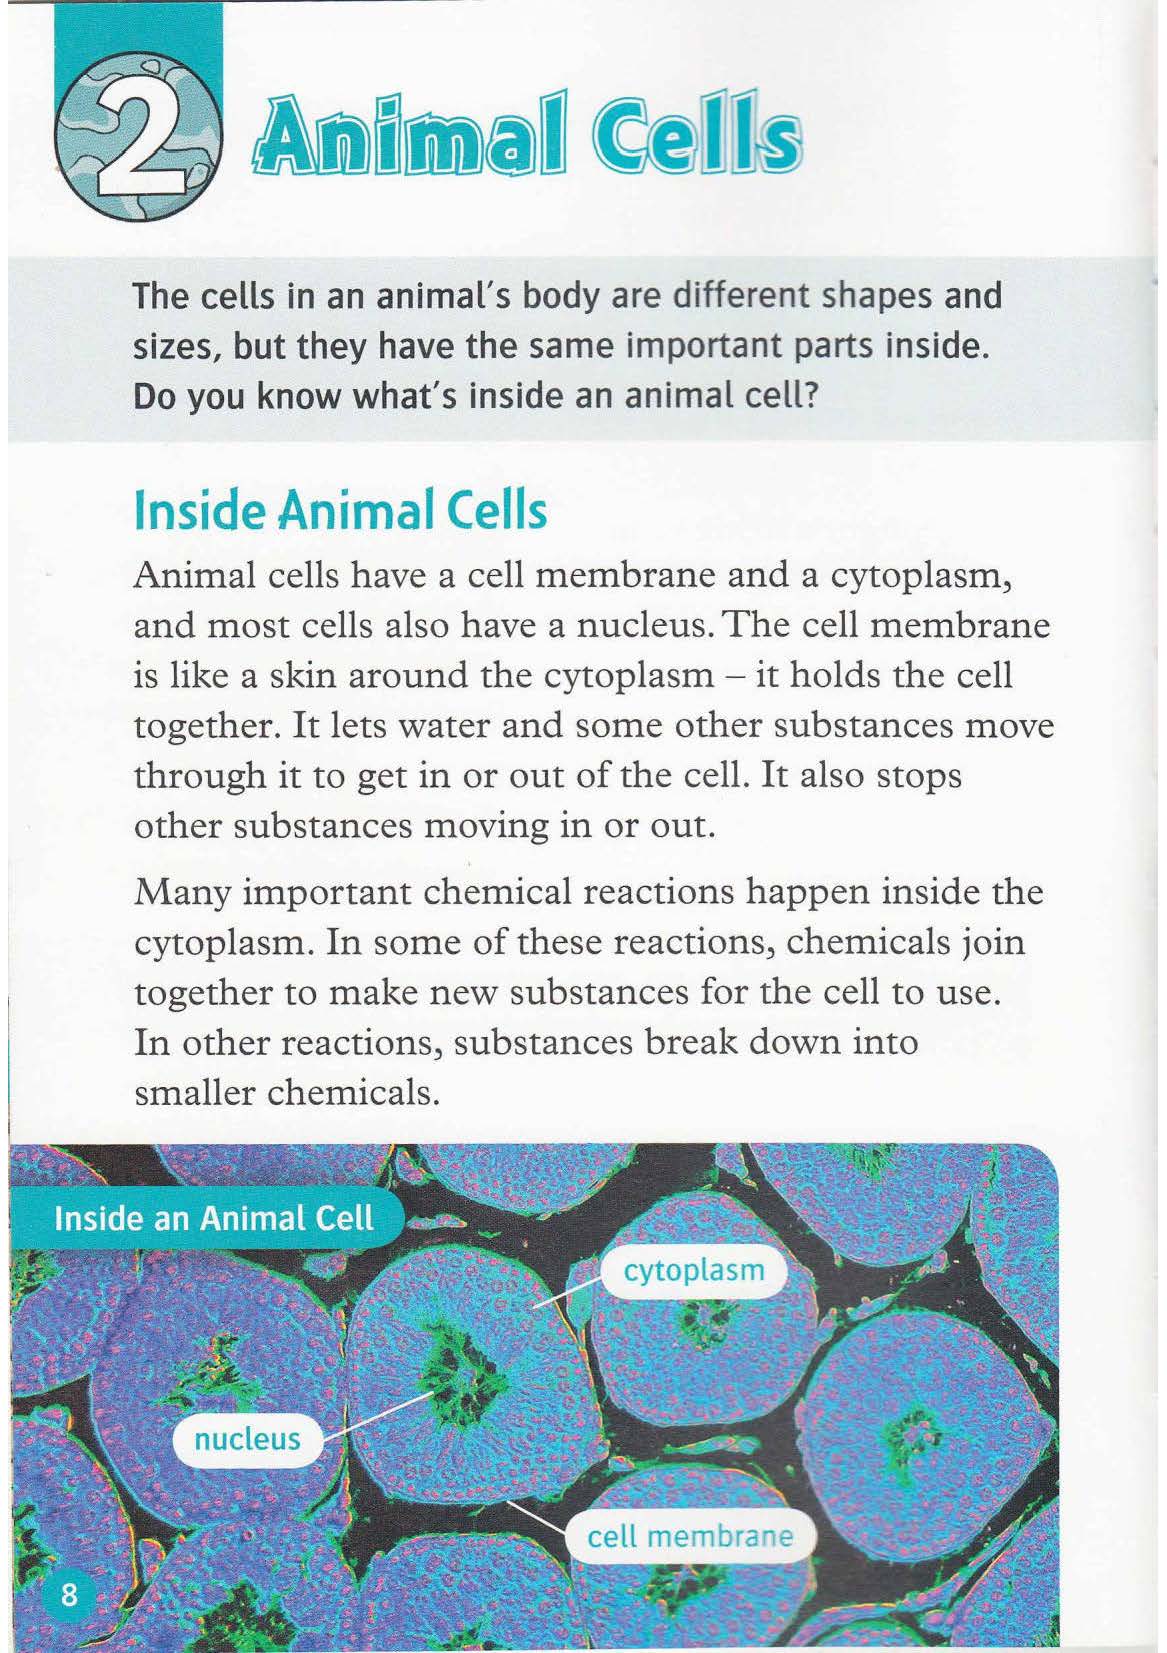 2
Animal Cells
The cells in an animal's body are different shapes and
sizes, but they have the same important parts inside.
Do you know what's inside an animal cell?
Inside Animal Cells
Animal cells have a cell membrane and a cytoplasm,
and most cells also have a nucleus. The cell membrane
is like a skin around the cytoplasm – it holds the cell
together. It lets water and some other substances move
through it to get in or out of the cell. It also stops
other substances moving in or out.
Many important chemical reactions happen inside the
cytoplasm. In some of these reactions, chemicals join
together to make new substances for the cell to use.
In other reactions, substances break down into
smaller chemicals.
Inside an Animal Cell
cytoplasm
nucleus
cell membrane
8